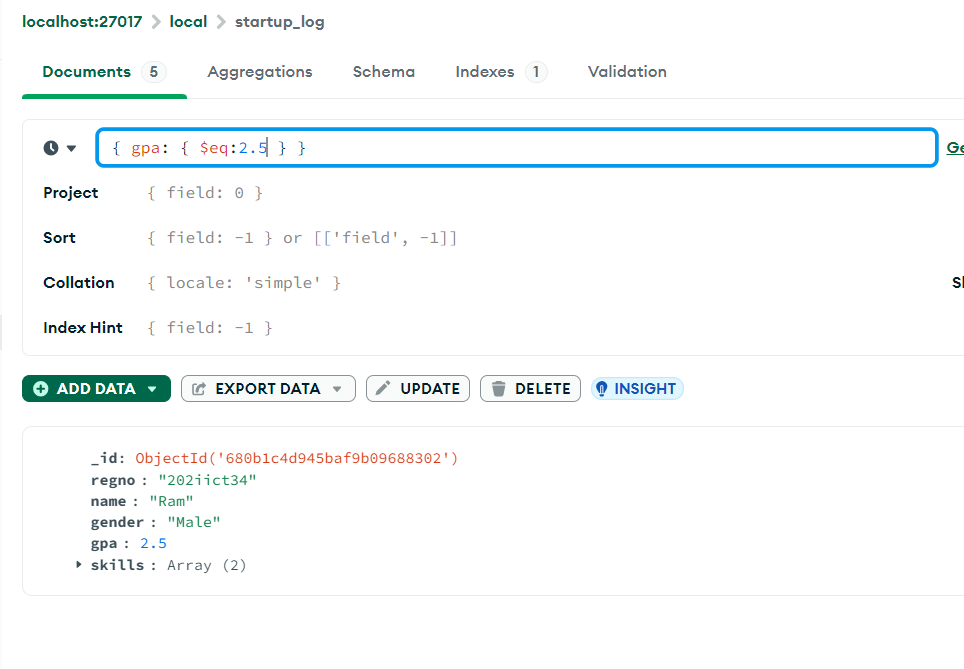 localhost:27017 > local > startup_log
Documents 5 Aggregations Schema Indexes 1 Validation
{ gpa: { $eq:2.5 } }
Ge
Project { field: 0 }
Sort { field: -1 } or [['field', -1]]
Collation { locale: 'simple' }
Sl
Index Hint { field: -1 }
ADD DATA EXPORT DATA UPDATE DELETE INSIGHT
_id: ObjectId('680b1c4d945baf9b09688302')
regno : "202iict34"
name : "Ram"
gender : "Male"
gpa : 2.5
skills : Array (2)